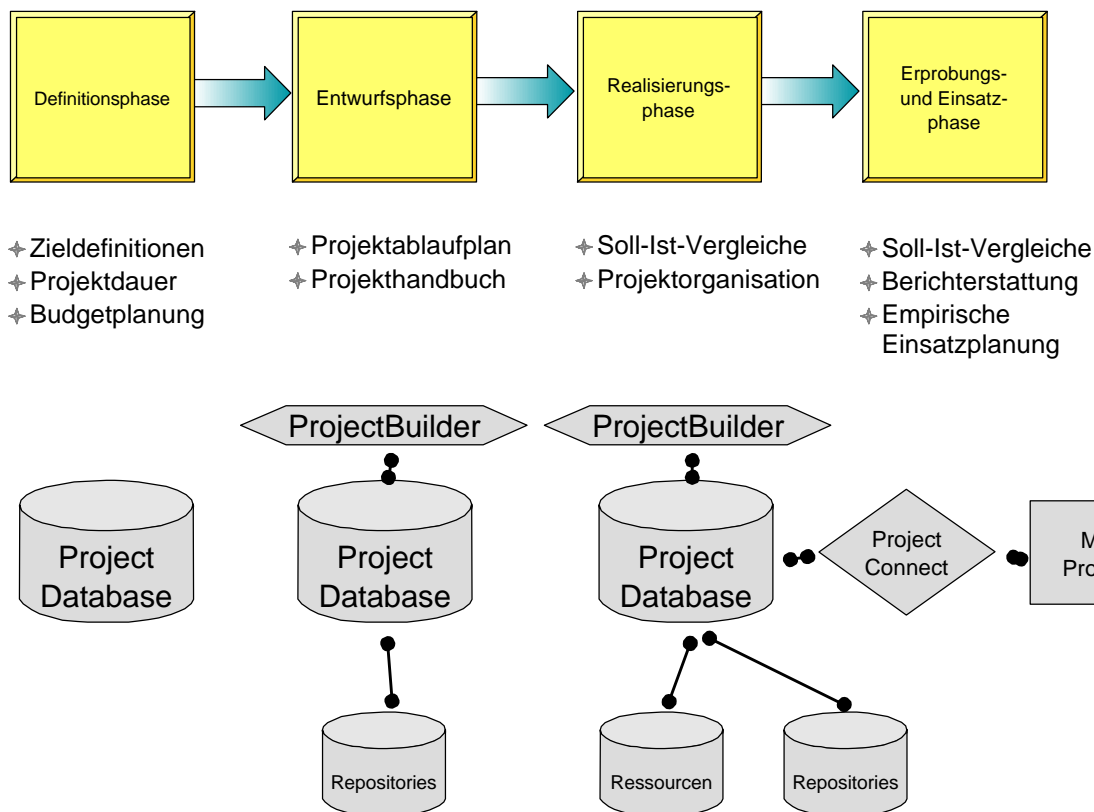 Definitionsphase
Entwurfsphase
Realisierungs-
phase
Erprobungs-
und Einsatz-
phase
Zieldefinitionen
Projektdauer
Budgetplanung
Projektablaufplan
Projekthandbuch
Soll-Ist-Vergleiche
Projektorganisation
Soll-Ist-Vergleiche
Berichterstattung
Empirische
Einsatzplanung
ProjectBuilder
ProjectBuilder
Project
Database
Project
Database
Project
Database
Project
Connect
Repositories
Ressourcen
Repositories